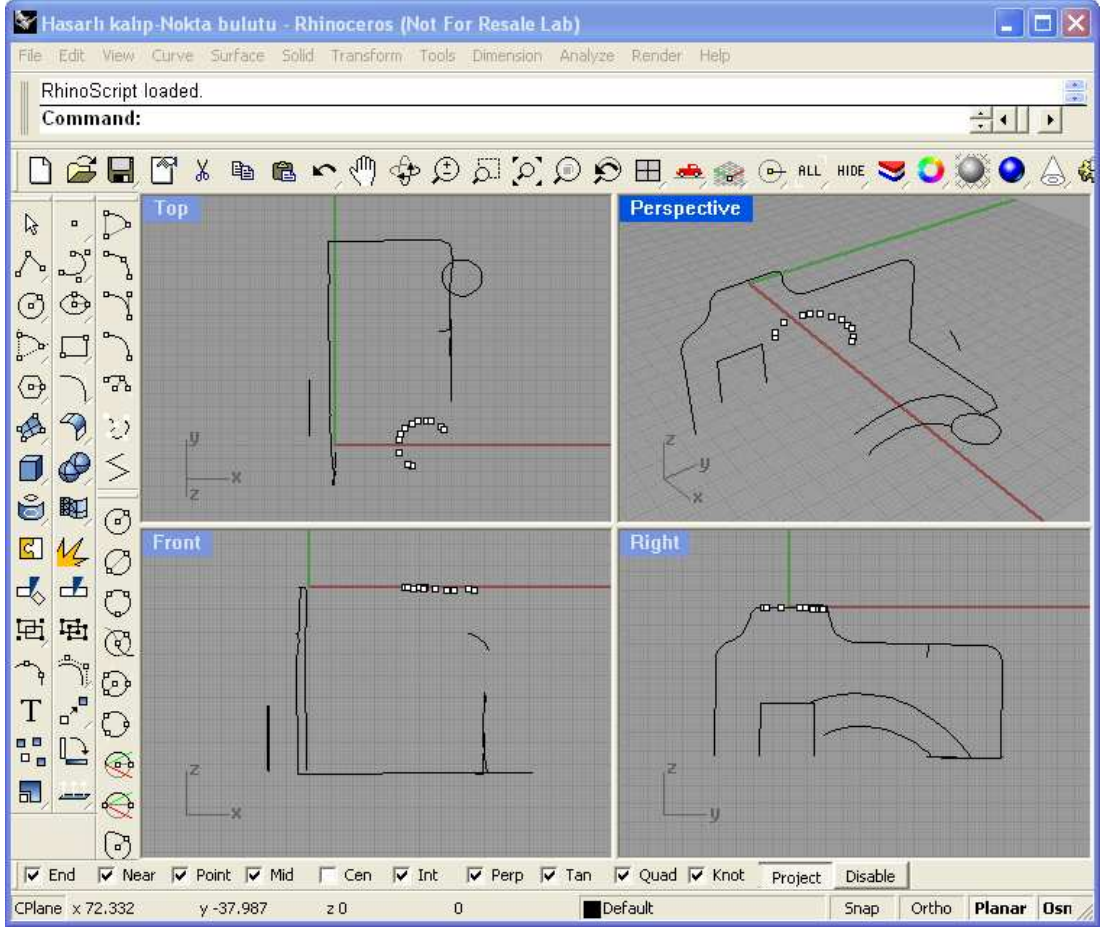 Hasarlı kalıp-Nokta bulutu - Rhinoceros (Not For Resale Lab)
File Edit View Curve Surface Solid Transform Tools Dimension Analyze Render Help
RhinoScript loaded.
Command:
ALL HIDE
Top
Perspective
y
x
z
z
y
x
Front
Right
z
x
z
y
T
End Near Point Mid Cen Int Perp Tan Quad Knot Project Disable
CPlane x 72.332 y -37.987 z 0 0 Default Snap Ortho Planar Osn